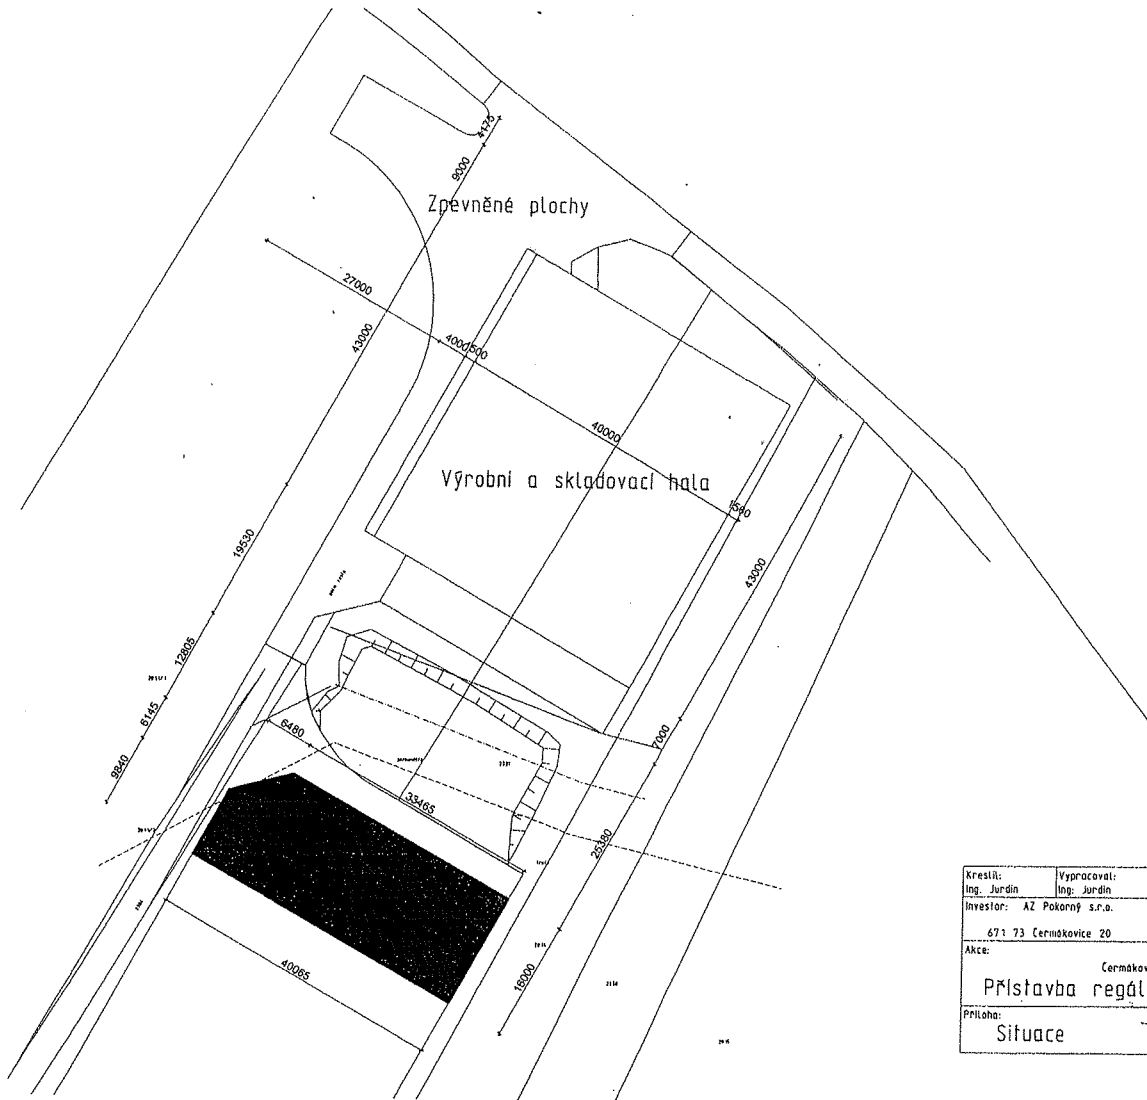 4175
9000
Zpevněné plochy
27000
43000
4000
1500
40000
Výrobní a skladovací hala
1580
43000
19530
12805
6145
9840
6480
33465
7000
25380
16000
40065
Kreslil:
Ing. Jurdin
Vypracoval:
Ing. Jurdin
Investor: AZ Pokorný s.r.o.
671 73 Čermákovice 20
Akce:
Přístavba regál
Příloha:
Situace